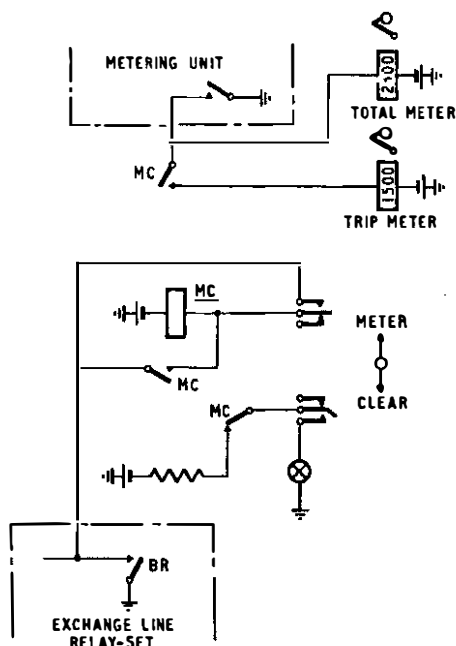 METERING UNIT
2100
TOTAL METER
MC
1500
TRIP METER
MC
METER
MC
CLEAR
MC
BR
EXCHANGE LINE
RELAY-SET